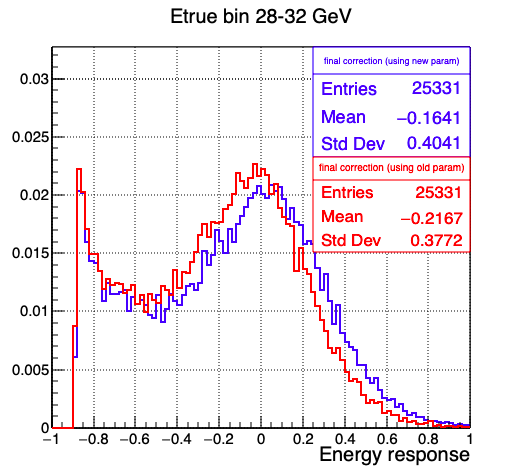 Etrue bin 28-32 GeV
final correction (using new param)
Entries 25331
Mean −0.1641
Std Dev 0.4041
final correction (using old param)
Entries 25331
Mean −0.2167
Std Dev 0.3772
0.03
0.025
0.02
0.015
0.01
0.005
0
−1 −0.8 −0.6 −0.4 −0.2 0 0.2 0.4 0.6 0.8 1
Energy response